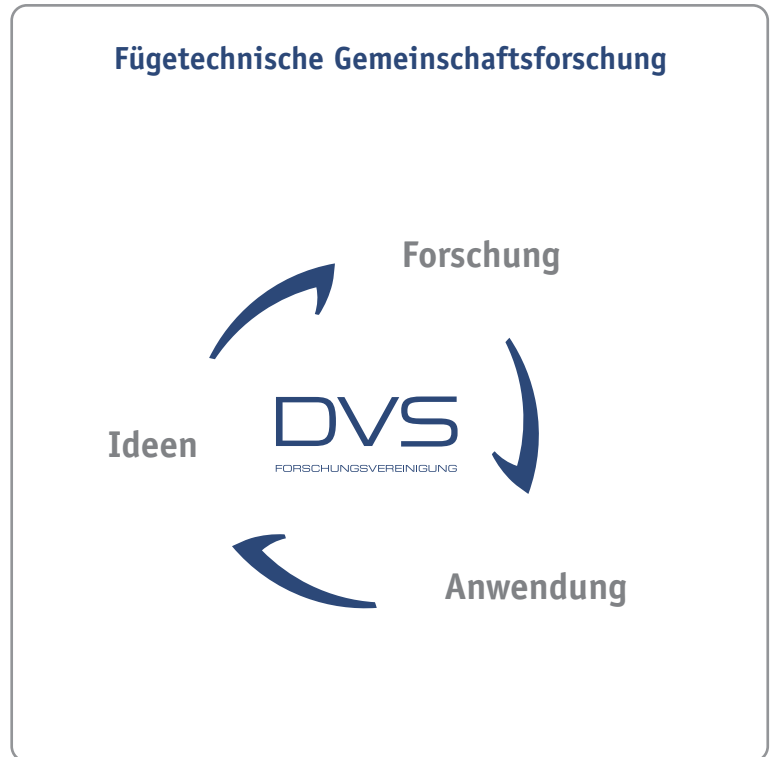 Fügetechnische Gemeinschaftsforschung
Forschung
Ideen
DVS
FORSCHUNGSVEREINIGUNG
Anwendung